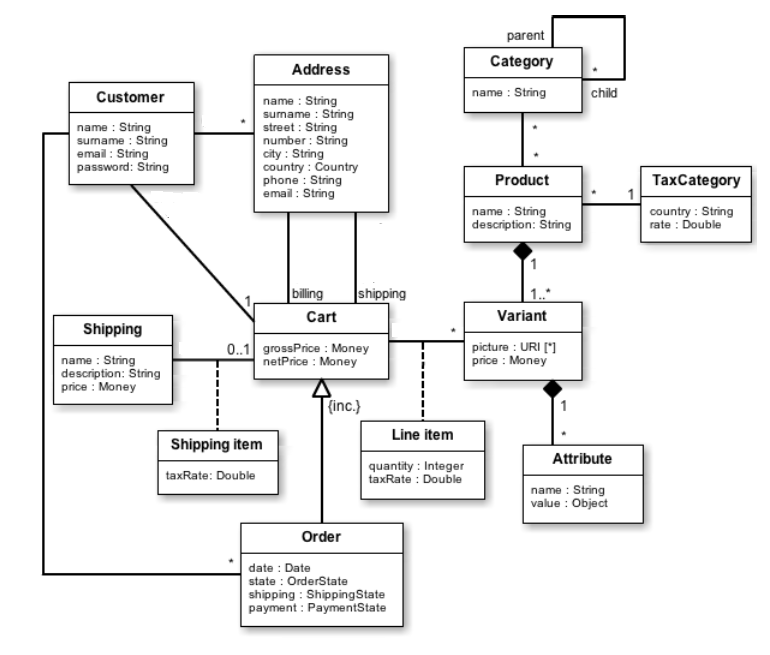 parent
Category
name : String
*
child
Address
name : String
surname : String
street : String
number : String
city : String
country : Country
phone : String
email : String
Customer
name : String
surname : String
email : String
password: String
*
*
*
Product
name : String
description: String
*
1
TaxCategory
country : String
rate : Double
1
1..*
billing
shipping
1
Cart
grossPrice : Money
netPrice : Money
Shipping
name : String
description: String
price : Money
0..1
*
Variant
picture : URI [*]
price : Money
{inc.}
1
*
Shipping item
taxRate: Double
Line item
quantity : Integer
taxRate : Double
Attribute
name : String
value : Object
*
Order
date : Date
state : OrderState
shipping : ShippingState
payment : PaymentState